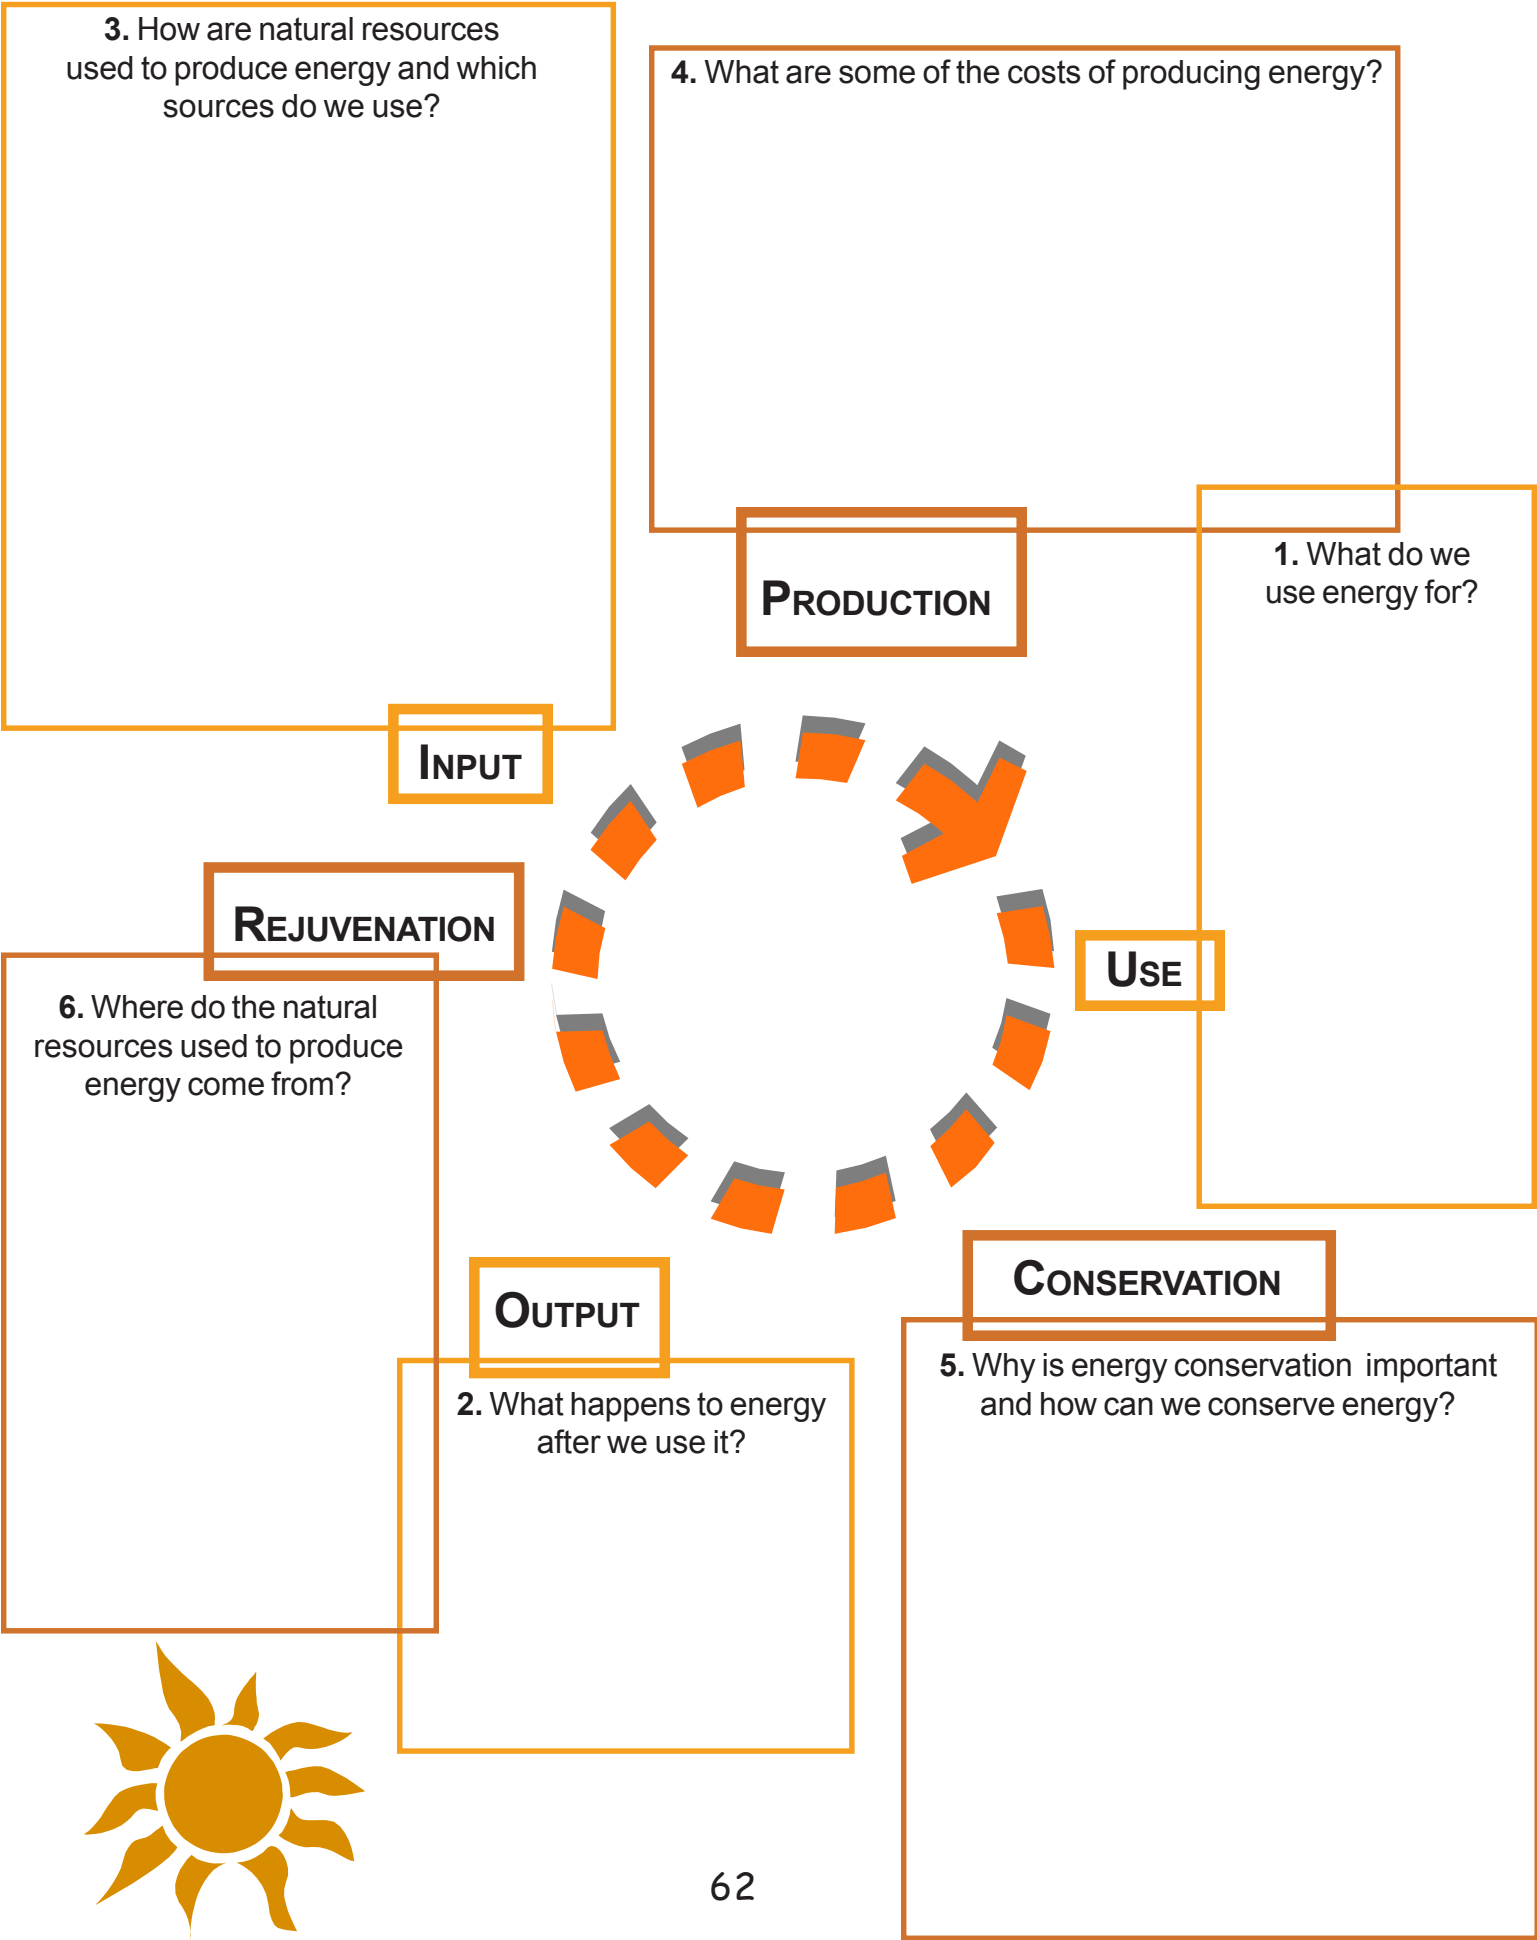 3. How are natural resources
used to produce energy and which
sources do we use?
4. What are some of the costs of producing energy?
1. What do we
use energy for?
PRODUCTION
INPUT
REJUVENATION
USE
6. Where do the natural
resources used to produce
energy come from?
OUTPUT
CONSERVATION
2. What happens to energy
after we use it?
5. Why is energy conservation important
and how can we conserve energy?
62